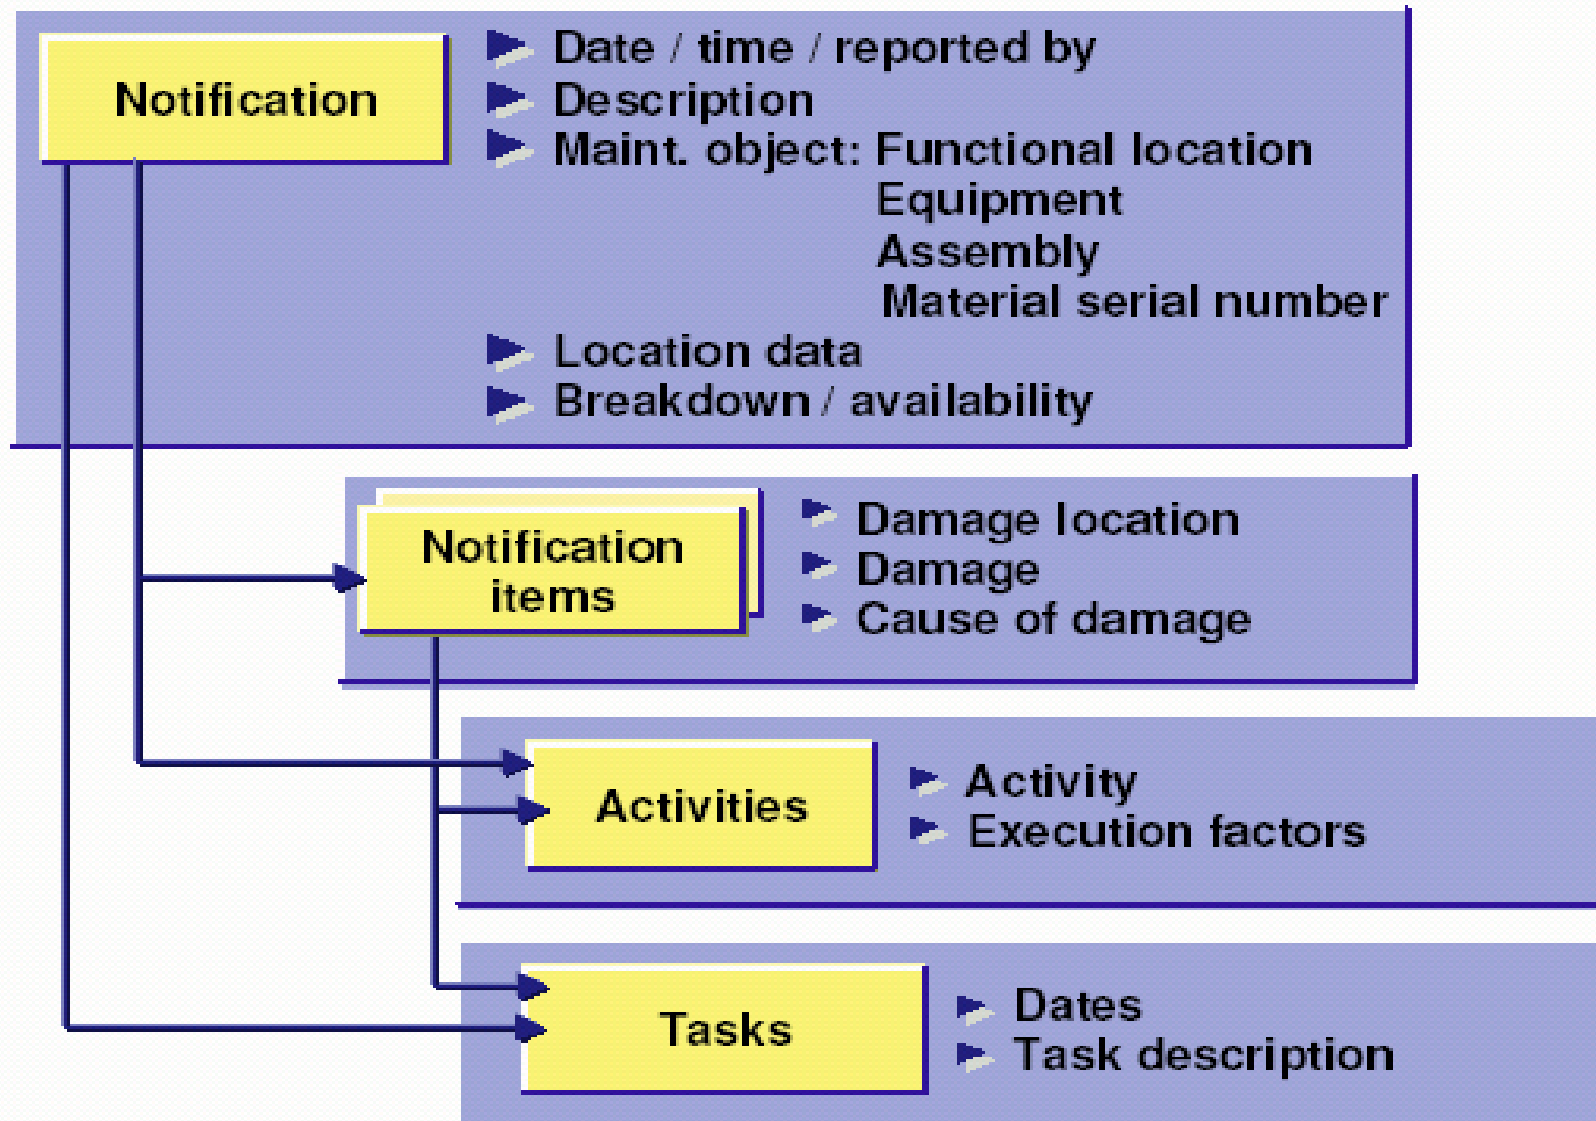 Notification
Date / time / reported by
Description
Maint. object: Functional location
Equipment
Assembly
Material serial number
Location data
Breakdown / availability
Notification
items
Damage location
Damage
Cause of damage
Activities
Activity
Execution factors
Tasks
Dates
Task description